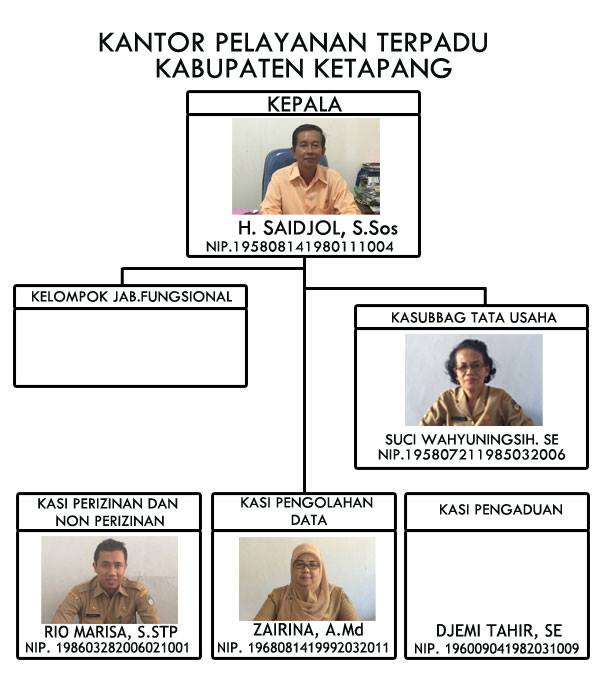 KANTOR PELAYANAN TERPADU
KABUPATEN KETAPANG
KEPALA
H. SAIDJOL, S.Sos
NIP.195808141980111004
KELOMPOK JAB.FUNGSIONAL
KASUBBAG TATA USAHA
SUCI WAHYUNINGSIH. SE
NIP.195807211985032006
KASI PERIZINAN DAN
NON PERIZINAN
RIO MARISA, S.STP
NIP. 198603282006021001
KASI PENGOLAHAN
DATA
ZAIRINA, A.Md
NIP. 1968081419992032011
KASI PENGADUAN
DJEMI TAHIR, SE
NIP. 196009041982031009